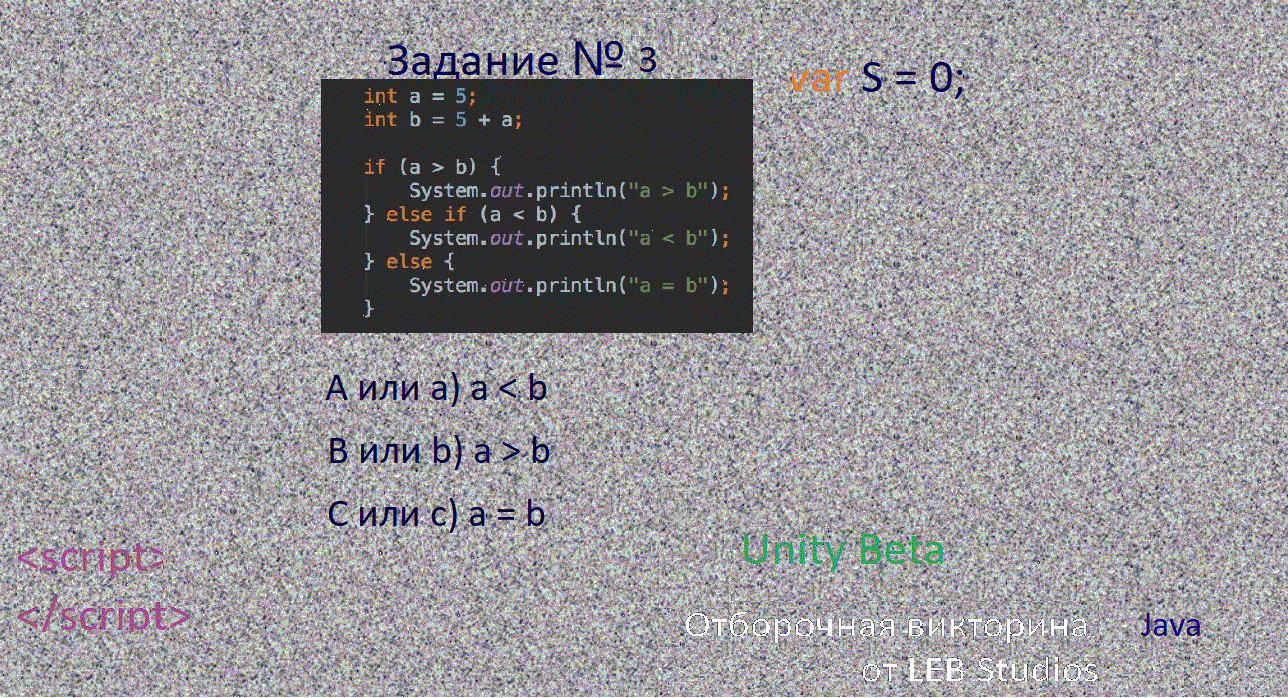 Задание № 3
var S = 0;
int a = 5;
int b = 5 + a;
if (a > b) {
System.out.println("a > b");
} else if (a < b) {
System.out.println("a < b");
} else {
System.out.println("a = b");
}
A или a) a < b
B или b) a > b
C или c) a = b
<script>
</script>
Unity Beta
Отборочная викторина
от LEB Studios
Java